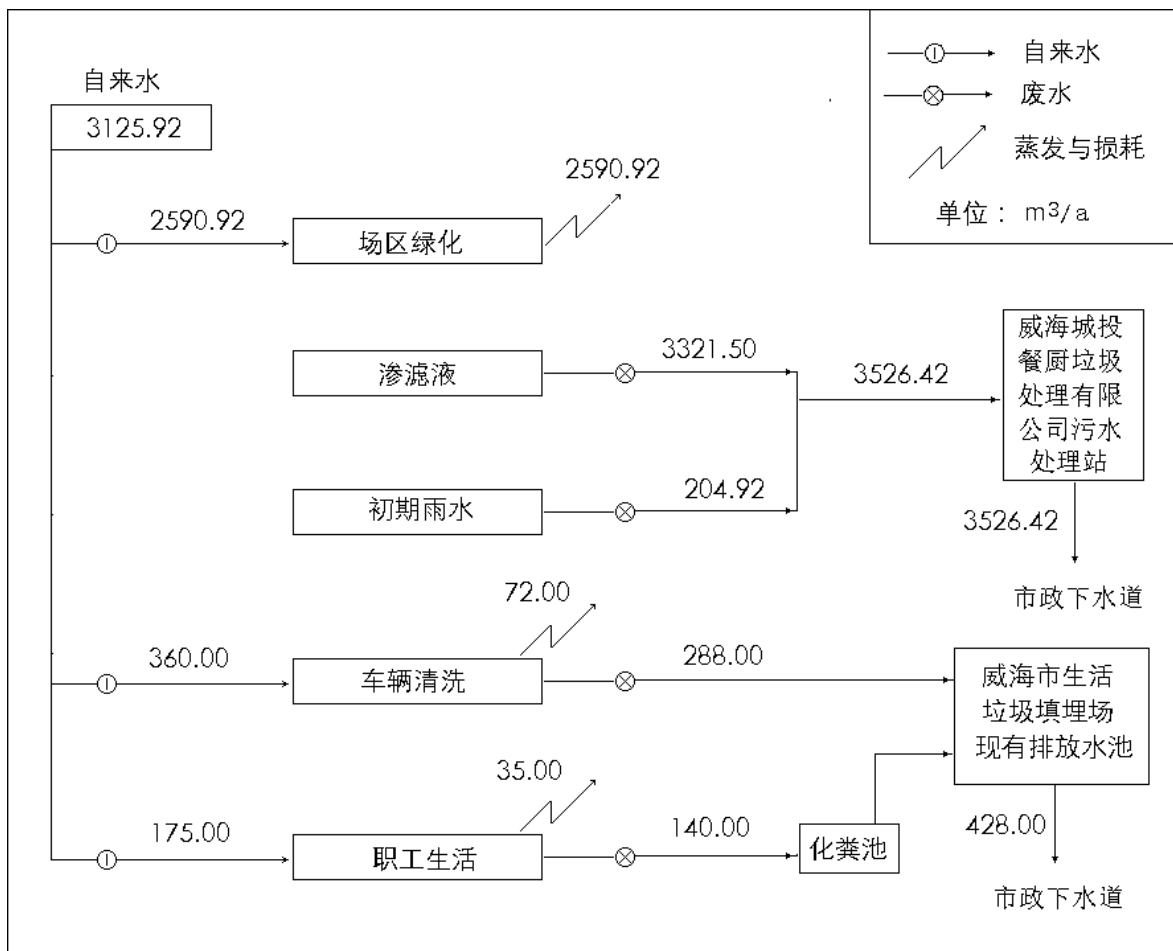 自来水
3125.92
自来水
废水
蒸发与损耗
单位： m³/a
2590.92
场区绿化
2590.92
渗滤液
3321.50
初期雨水
204.92
3526.42
威海城投
餐厨垃圾
处理有限
公司污水
处理站
3526.42
市政下水道
360.00
车辆清洗
72.00
288.00
威海市生活
垃圾填埋场
现有排放水池
175.00
职工生活
35.00
140.00
化粪池
428.00
市政下水道